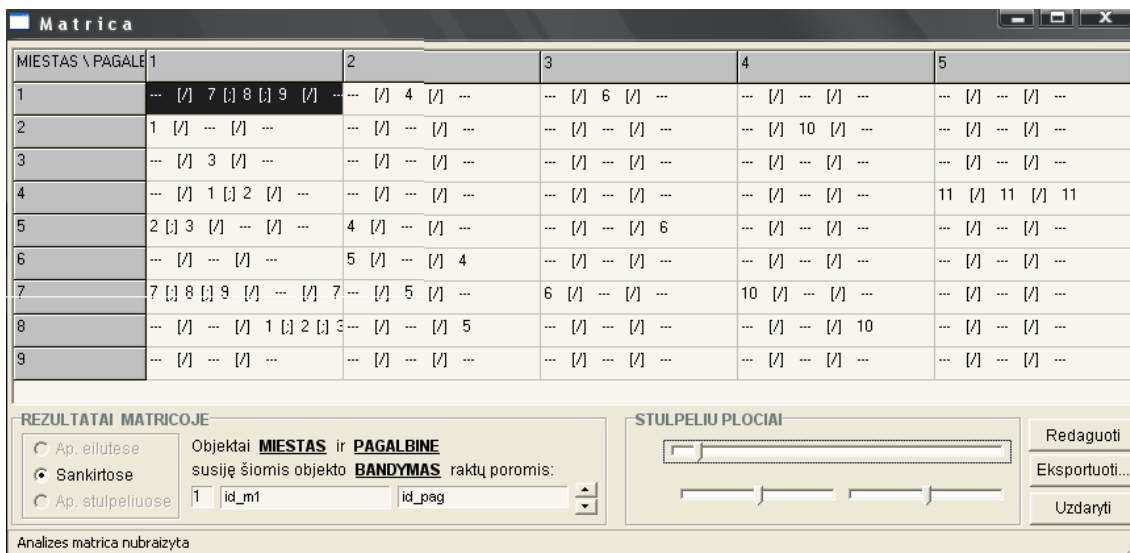 Matrica
MIESTAS \ PAGALE 1 2 3 4 5
1 --- [/] 7 [;] 8 [;] 9 [/] --- --- [/] 4 [/] --- --- [/] 6 [/] --- --- [/] --- [/] --- --- [/] --- [/] ---
2 1 [/] --- [/] --- --- [/] --- [/] --- --- [/] --- [/] --- --- [/] 10 [/] --- --- [/] --- [/] ---
3 --- [/] 3 [/] --- --- [/] --- [/] --- --- [/] --- [/] --- --- [/] --- [/] --- --- [/] --- [/] ---
4 --- [/] 1 [;] 2 [/] --- --- [/] --- [/] --- --- [/] --- [/] --- --- [/] --- [/] --- 11 [/] 11 [/] 11
5 2 [;] 3 [/] --- [/] --- 4 [/] --- [/] --- --- [/] --- [/] 6 --- [/] --- [/] --- --- [/] --- [/] ---
6 --- [/] --- [/] --- 5 [/] --- [/] 4 --- [/] --- [/] --- --- [/] --- [/] --- --- [/] --- [/] ---
7 7 [;] 8 [;] 9 [/] --- [/] 7 --- [/] 5 [/] --- 6 [/] --- [/] --- 10 [/] --- [/] --- --- [/] --- [/] ---
8 --- [/] --- [/] 1 [;] 2 [;] 3 --- [/] --- [/] 5 --- [/] --- [/] --- --- [/] --- [/] 10 --- [/] --- [/] ---
9 --- [/] --- [/] --- --- [/] --- [/] --- --- [/] --- [/] --- --- [/] --- [/] --- --- [/] --- [/] ---
REZULTATAI MATRICOJE
Ap. eilutese
Sankirtose
Ap. stulpeliuose
Objektai MIESTAS ir PAGALBINE
susiję šiomis objekto BANDYMAS raktų poromis:
1 id_m1 id_pag
STULPELIU PLOCIAI
Redaguoti
Eksportuoti...
Uzdaryti
Analizes matrica nubraizyta